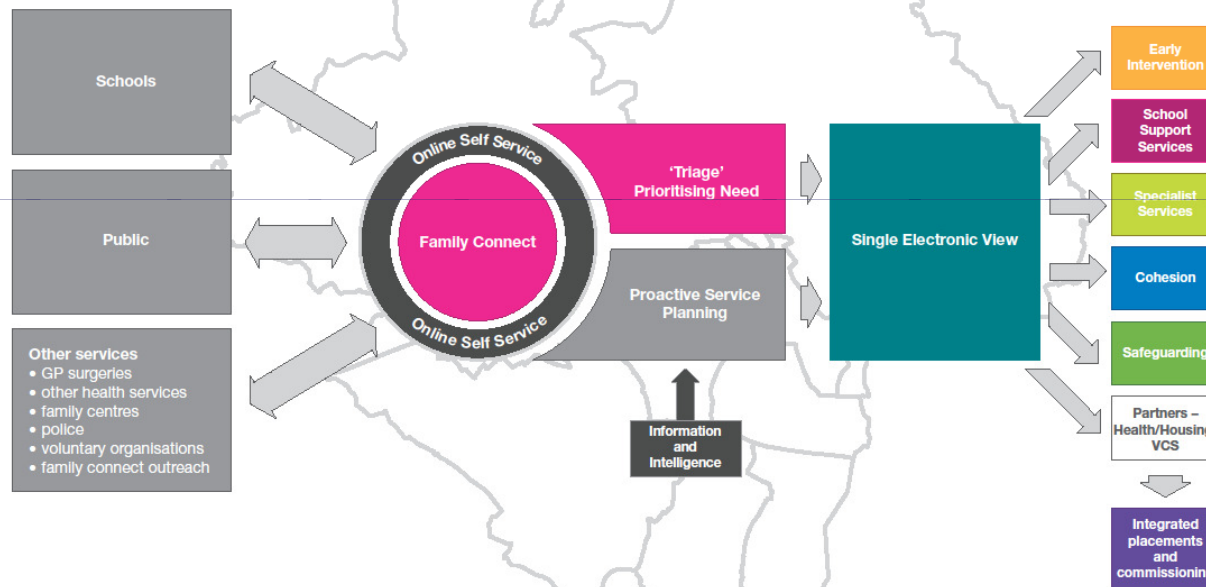 Schools
Public
Other services
• GP surgeries
• other health services
• family centres
• police
• voluntary organisations
• family connect outreach
Online Self Service
Family Connect
Online Self Service
‘Triage’
Prioritising Need
Proactive Service
Planning
Information
and
Intelligence
Single Electronic View
Early
Intervention
School
Support
Services
Specialist
Services
Cohesion
Safeguarding
Partners –
Health/Housing
VCS
Integrated
placements
and
commissionin